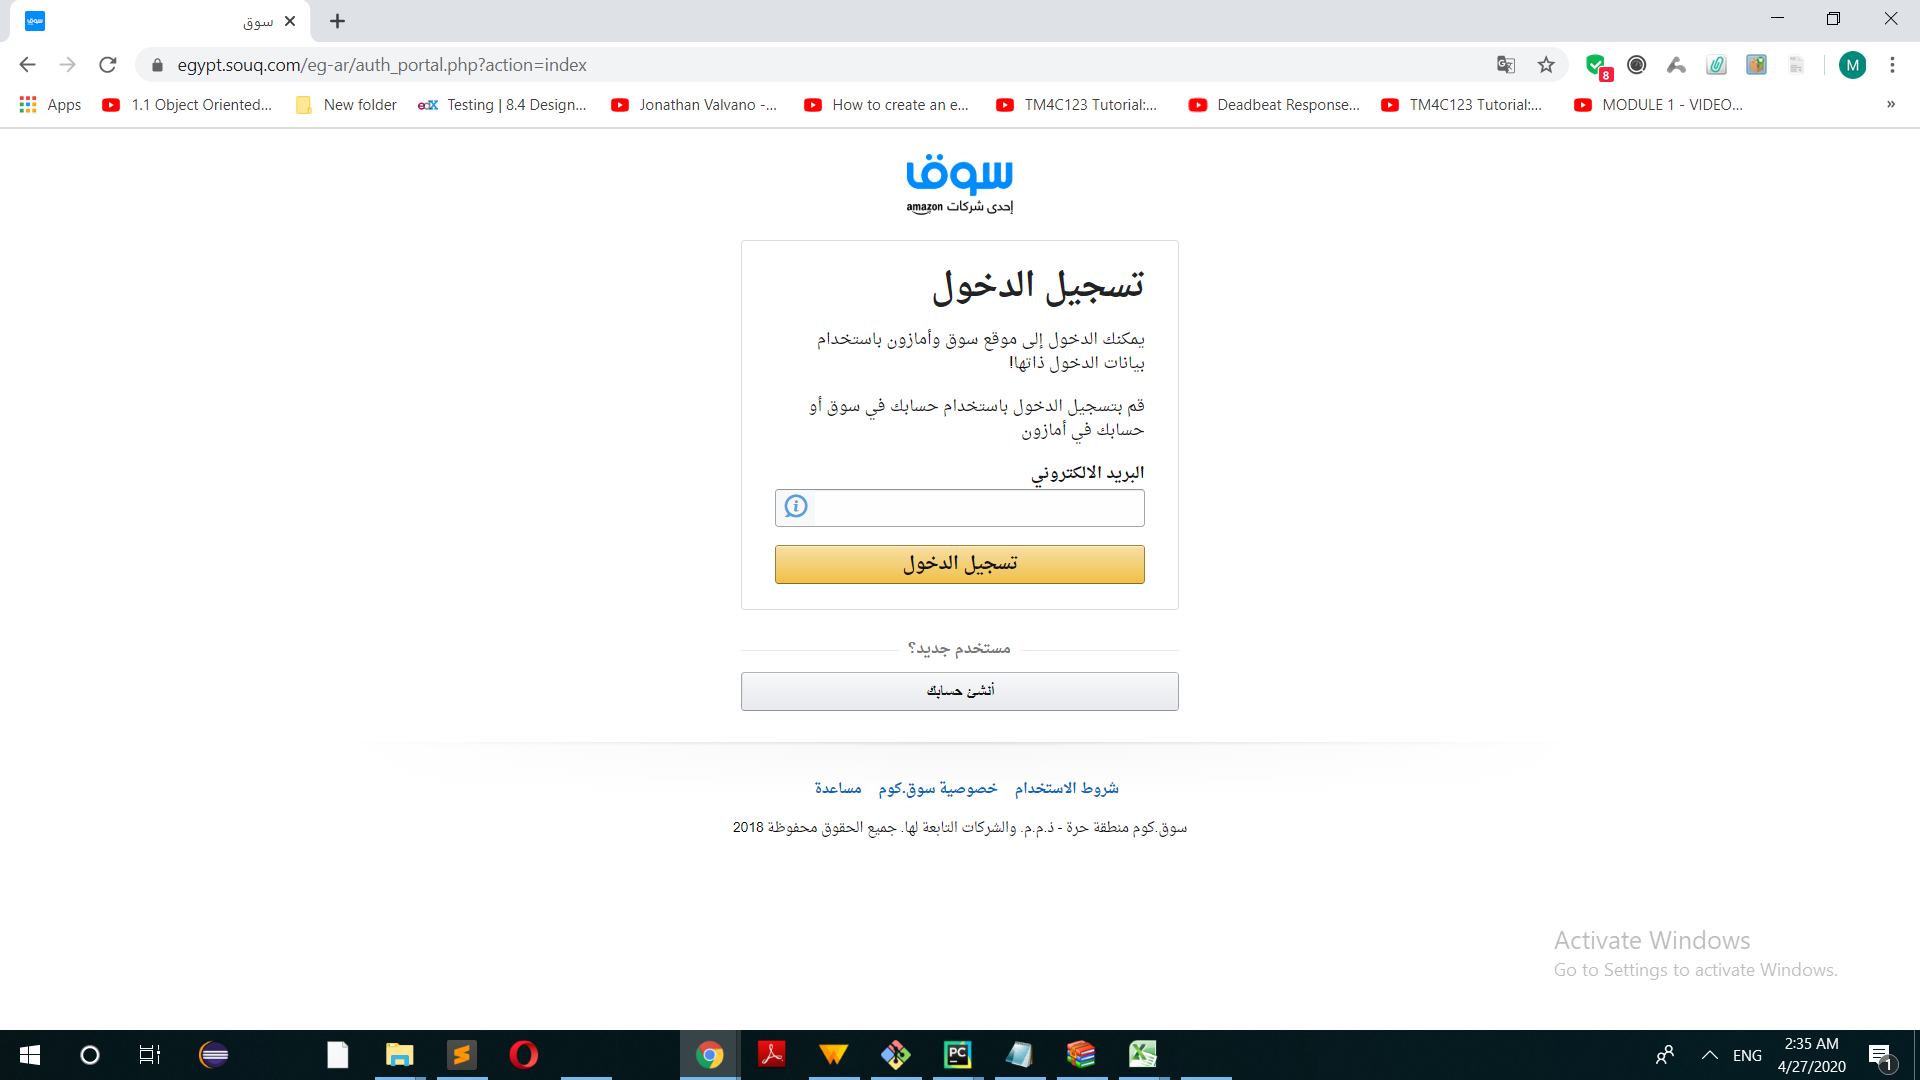 سوق
egypt.souq.com/eg-ar/auth_portal.php?action=index
8
M
Apps
1.1 Object Oriented...
New folder
edX
Testing | 8.4 Design...
Jonathan Valvano -...
How to create an e...
TM4C123 Tutorial:...
Deadbeat Response...
TM4C123 Tutorial:...
MODULE 1 - VIDEO...
»
سوق
إحدى شركات amazon
تسجيل الدخول
يمكنك الدخول إلى موقع سوق وأمازون باستخدام
بيانات الدخول ذاتها!
قم بتسجيل الدخول باستخدام حسابك في سوق أو
حسابك في أمازون
البريد الالكتروني
تسجيل الدخول
مستخدم جديد؟
أنشئ حسابك
شروط الاستخدام خصوصية سوق.كوم مساعدة
سوق.كوم منطقة حرة - ذ.م.م. والشركات التابعة لها. جميع الحقوق محفوظة 2018
Activate Windows
Go to Settings to activate Windows.
PC
ENG
2:35 AM
4/27/2020
1